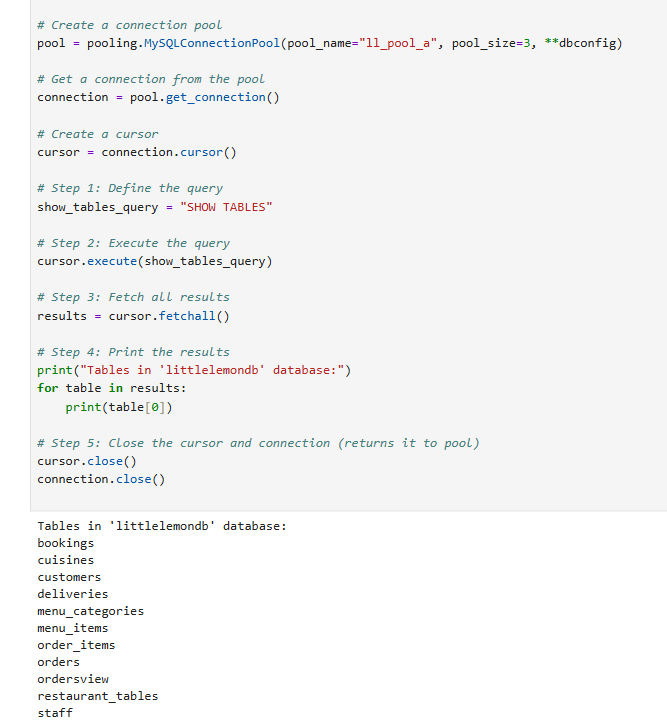 # Create a connection pool
pool = pooling.MySQLConnectionPool(pool_name="ll_pool_a", pool_size=3, **dbconfig)
# Get a connection from the pool
connection = pool.get_connection()
# Create a cursor
cursor = connection.cursor()
# Step 1: Define the query
show_tables_query = "SHOW TABLES"
# Step 2: Execute the query
cursor.execute(show_tables_query)
# Step 3: Fetch all results
results = cursor.fetchall()
# Step 4: Print the results
print("Tables in 'littlelemondb' database:")
for table in results:
    print(table[0])
# Step 5: Close the cursor and connection (returns it to pool)
cursor.close()
connection.close()
Tables in 'littlelemondb' database:
bookings
cuisines
customers
deliveries
menu_categories
menu_items
order_items
orders
ordersview
restaurant_tables
staff